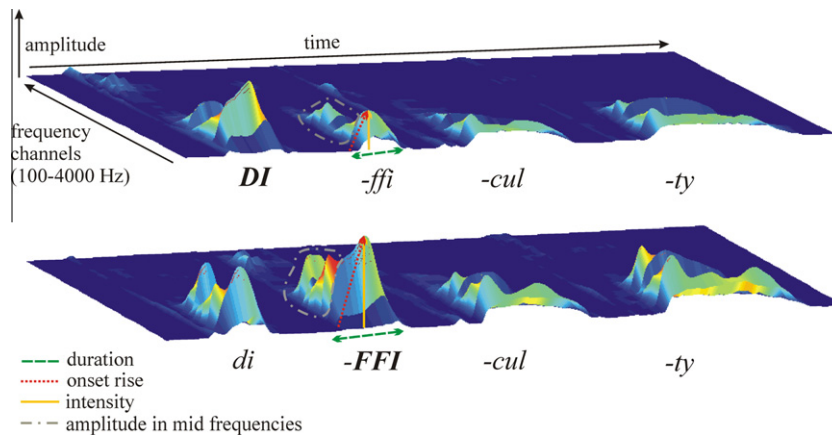 amplitude
time
frequency
channels
(100-4000 Hz)
DI -ffi -cul -ty
di -FFI -cul -ty
duration
onset rise
intensity
amplitude in mid frequencies